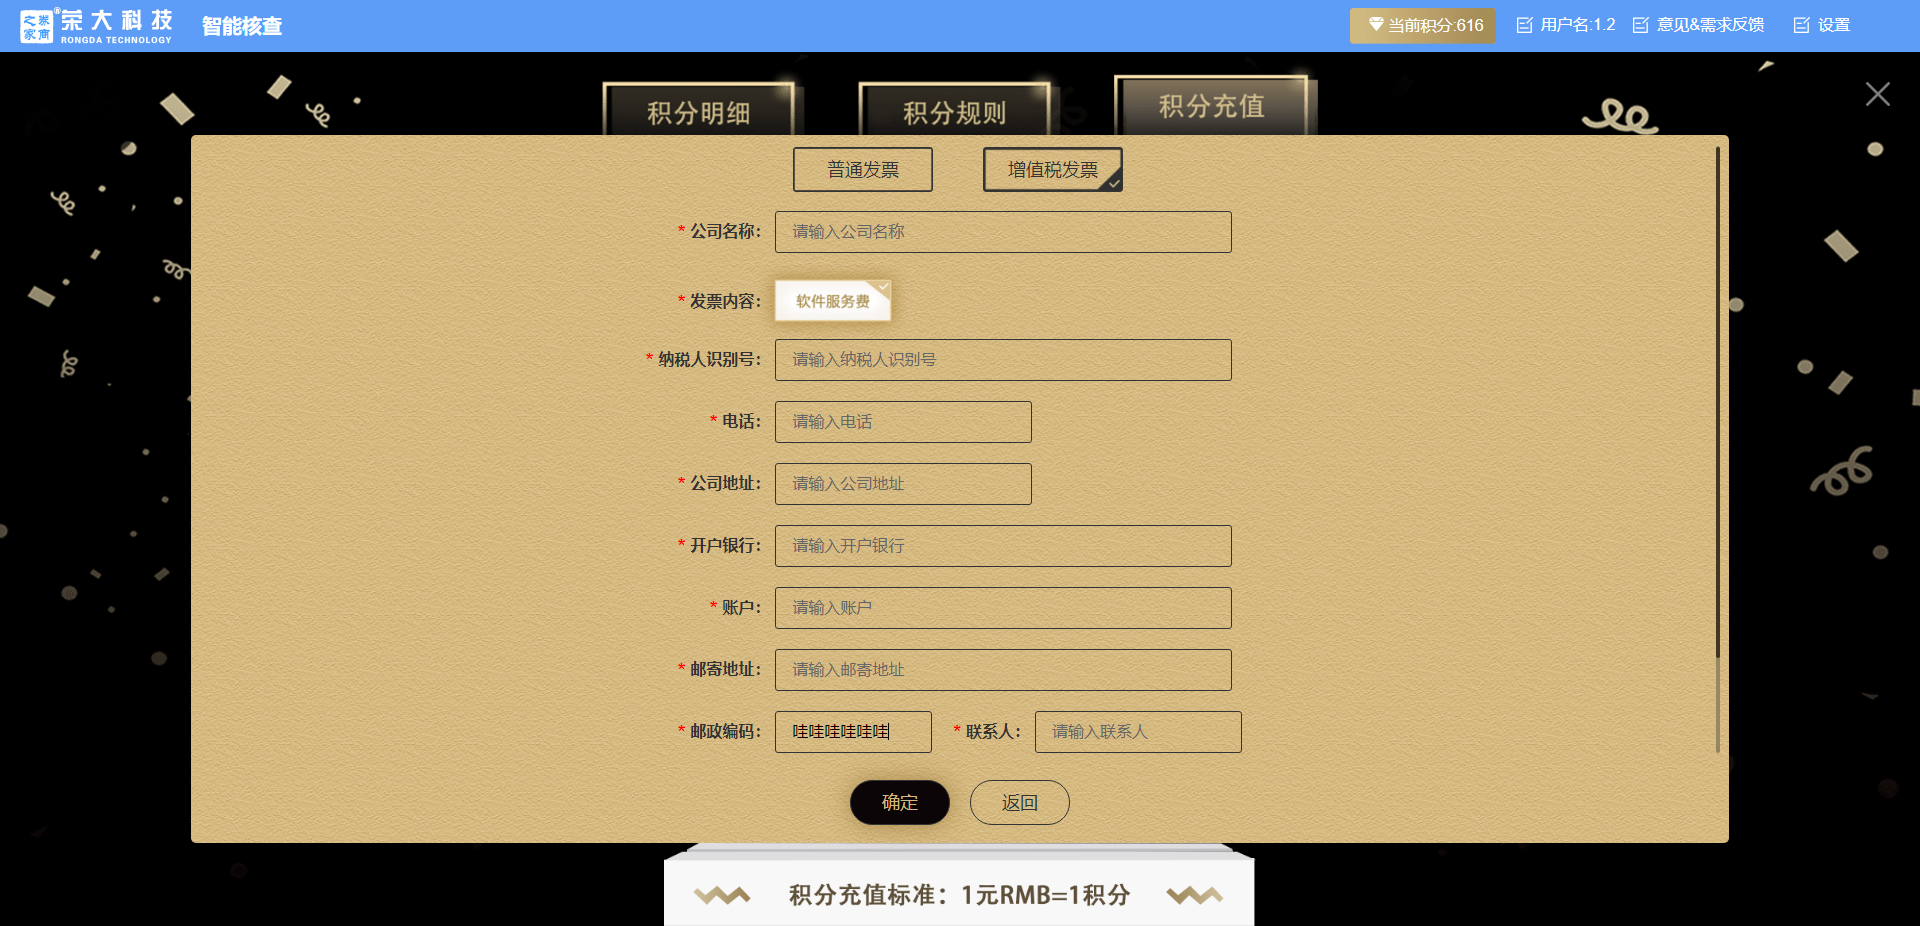 券商之家® 荣大科技 RONGDA TECHNOLOGY 智能核查 当前积分:616 用户名:1.2 意见&需求反馈 设置
积分明细 积分规则 积分充值
普通发票 增值税发票
* 公司名称： 请输入公司名称
* 发票内容： 软件服务费
* 纳税人识别号： 请输入纳税人识别号
* 电话： 请输入电话
* 公司地址： 请输入公司地址
* 开户银行： 请输入开户银行
* 账户： 请输入账户
* 邮寄地址： 请输入邮寄地址
* 邮政编码： 哇哇哇哇哇哇 * 联系人： 请输入联系人
确定 返回
积分充值标准：1元RMB=1积分